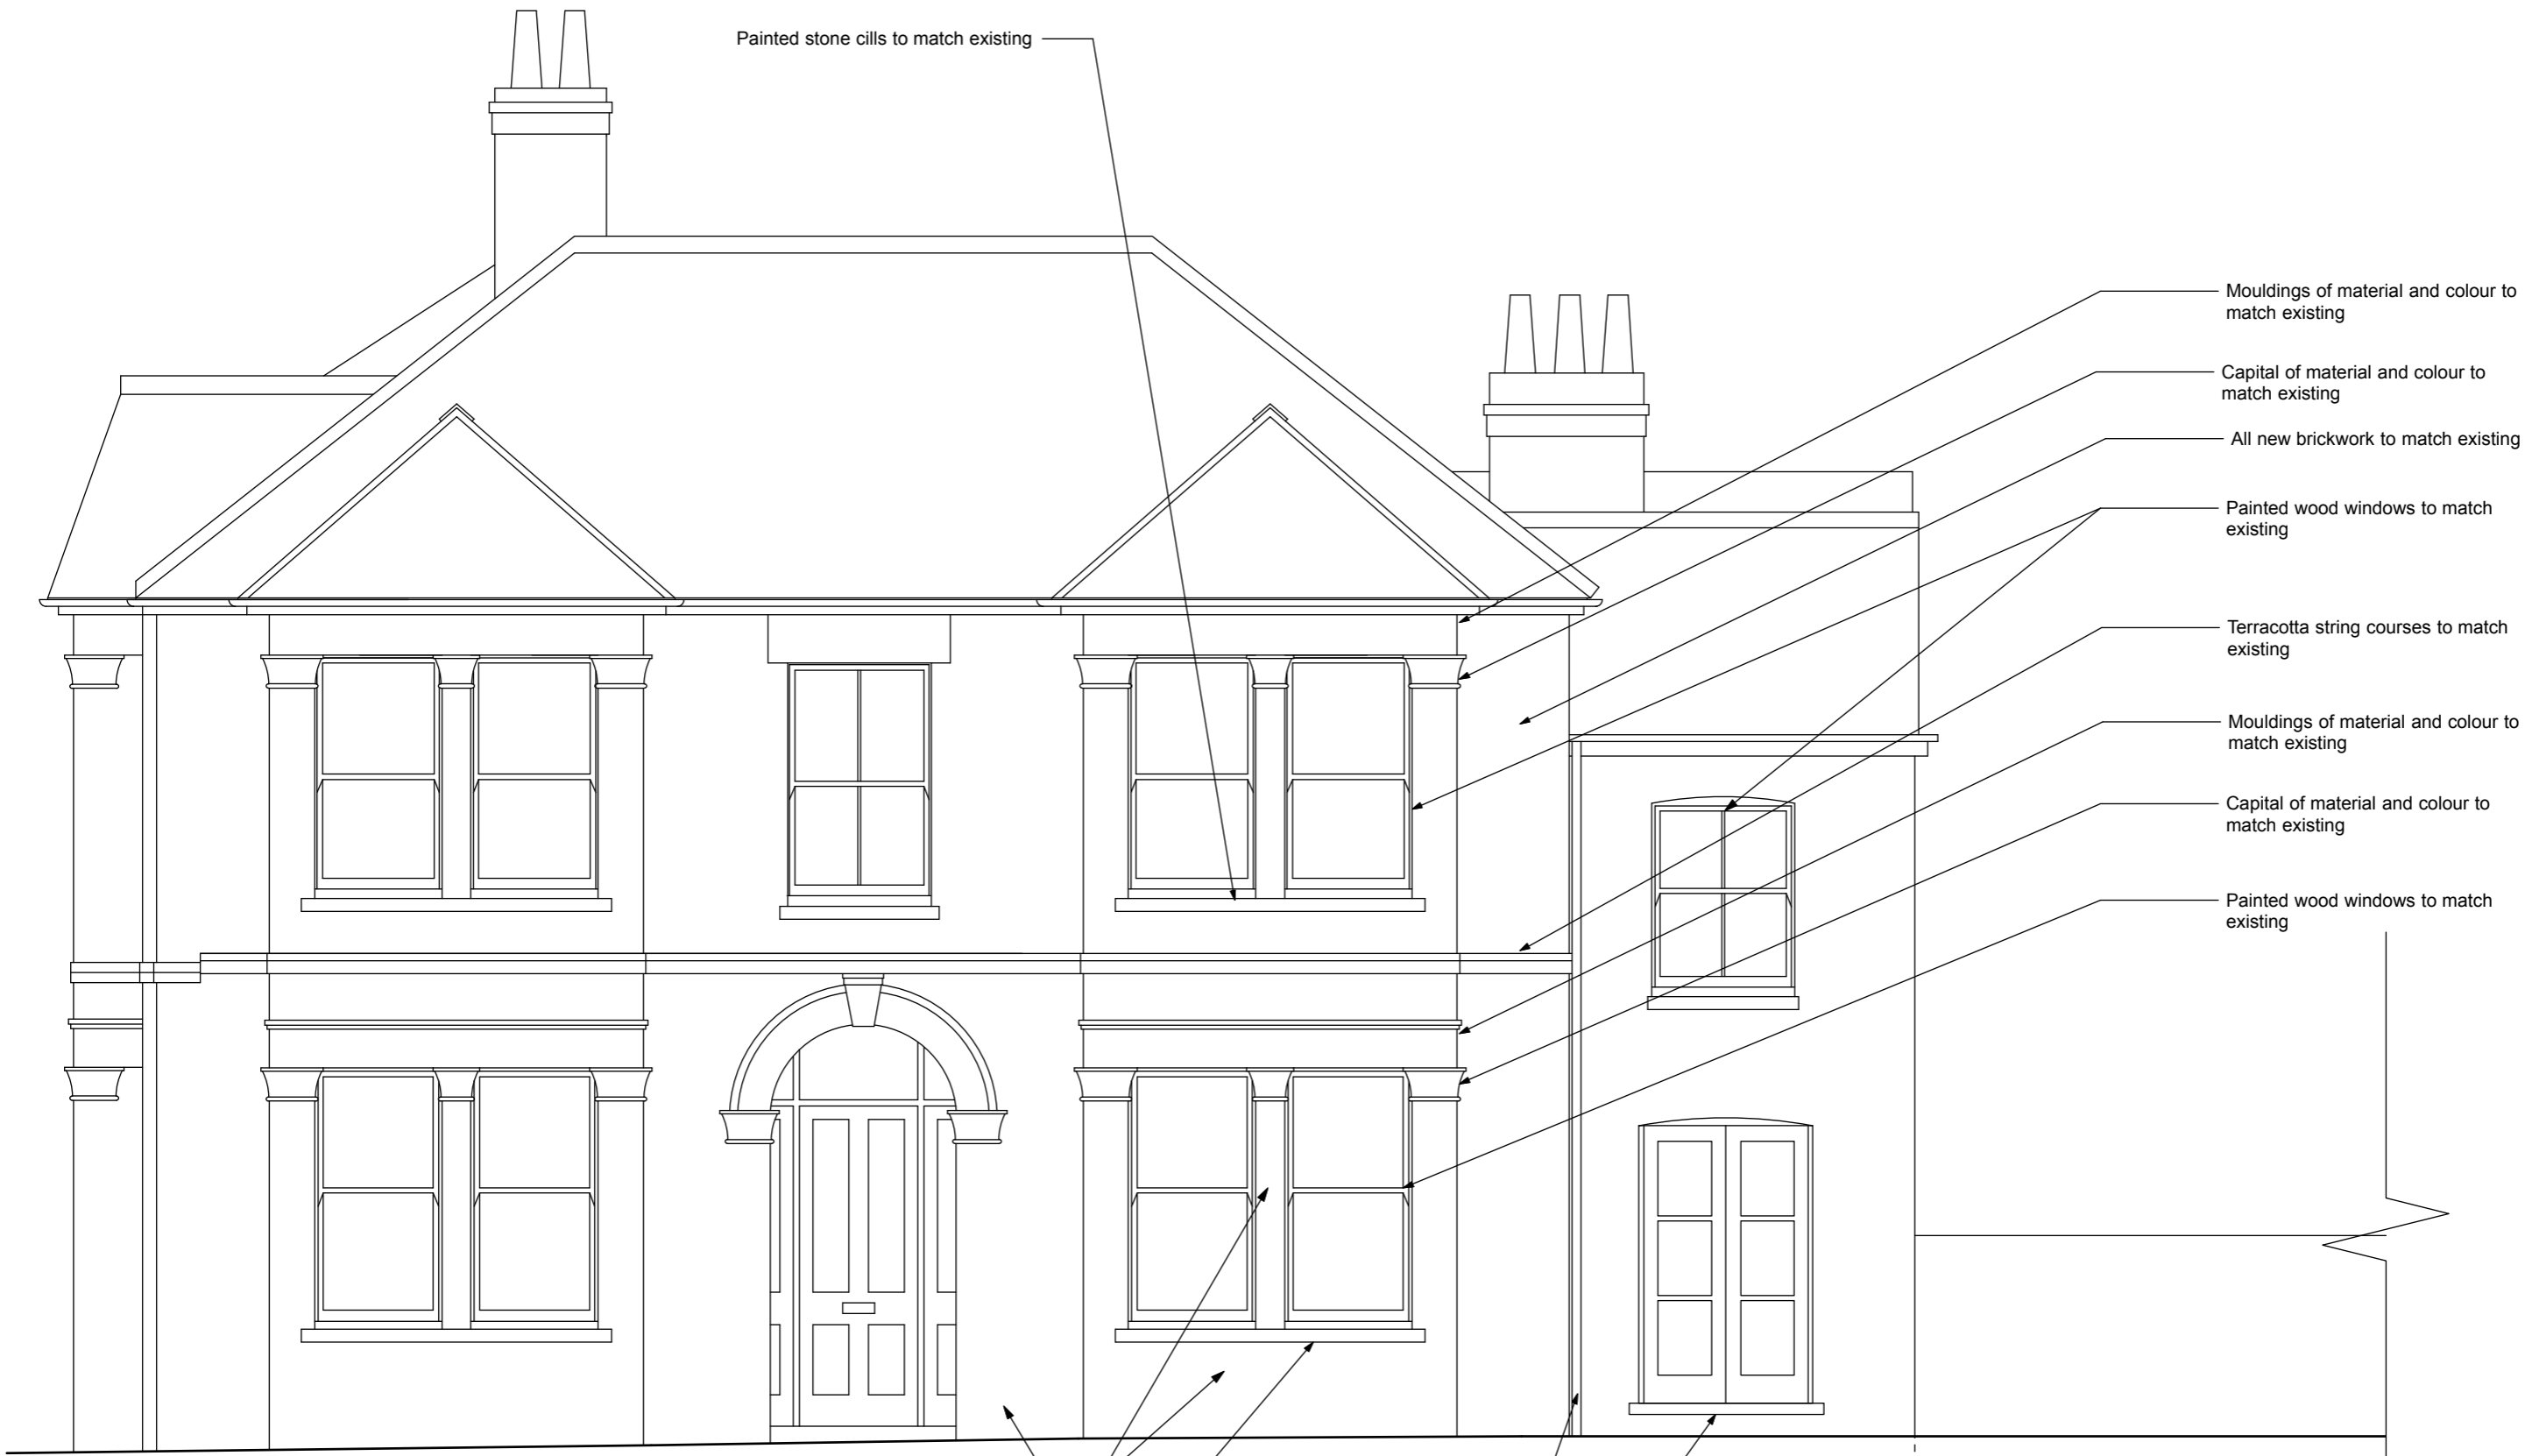 Painted stone cills to match existing
Mouldings of material and colour to
match existing
Capital of material and colour to
match existing
All new brickwork to match existing
Painted wood windows to match
existing
Terracotta string courses to match
existing
Mouldings of material and colour to
match existing
Capital of material and colour to
match existing
Painted wood windows to match
existing